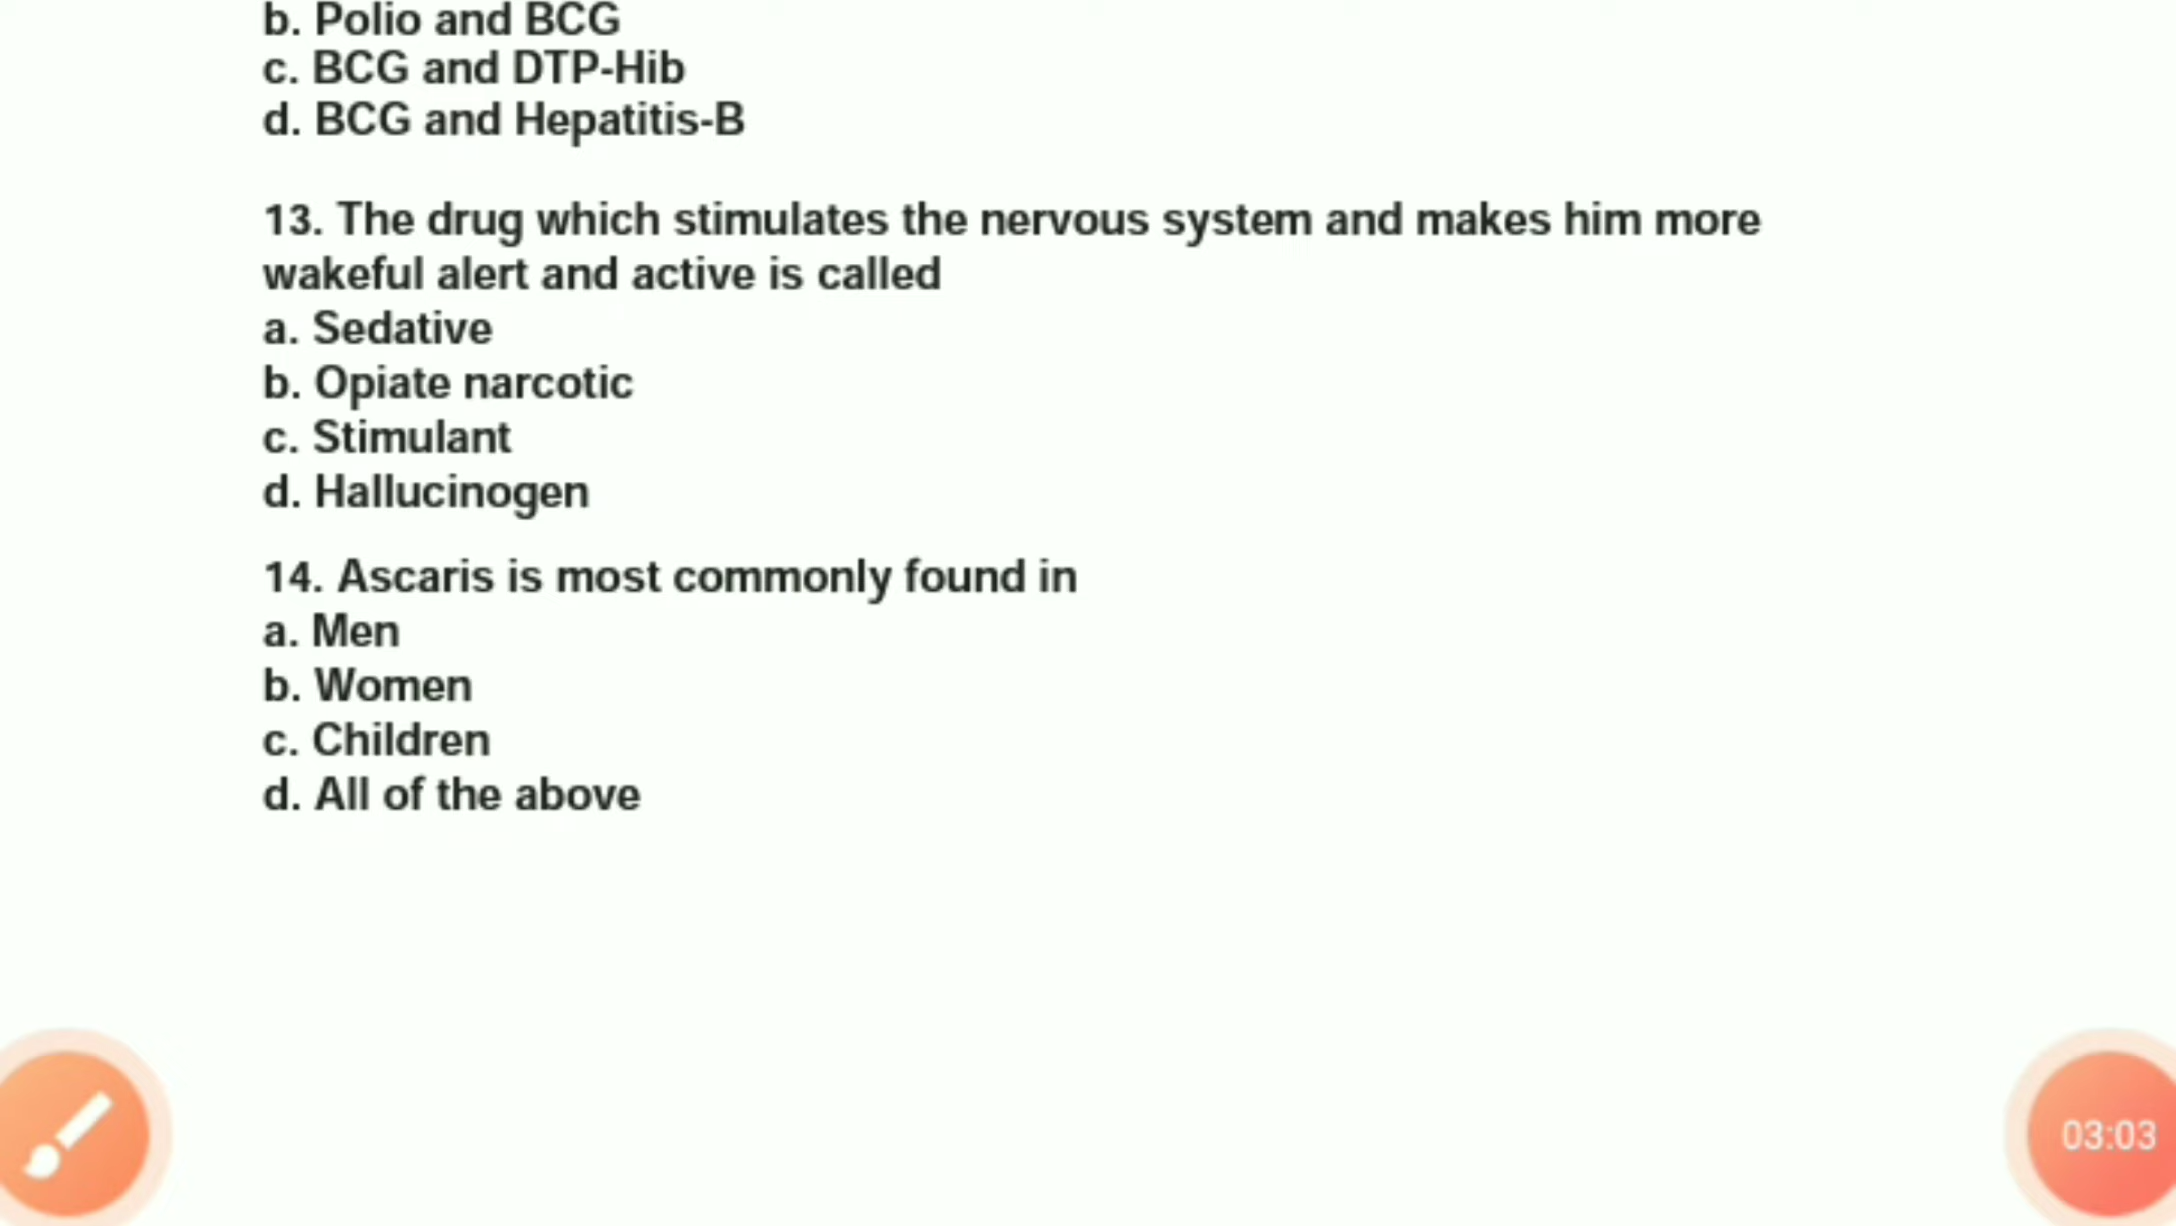 b. Polio and BCG
c. BCG and DTP-Hib
d. BCG and Hepatitis-B
13. The drug which stimulates the nervous system and makes him more
wakeful alert and active is called
a. Sedative
b. Opiate narcotic
c. Stimulant
d. Hallucinogen
14. Ascaris is most commonly found in
a. Men
b. Women
c. Children
d. All of the above
03:03